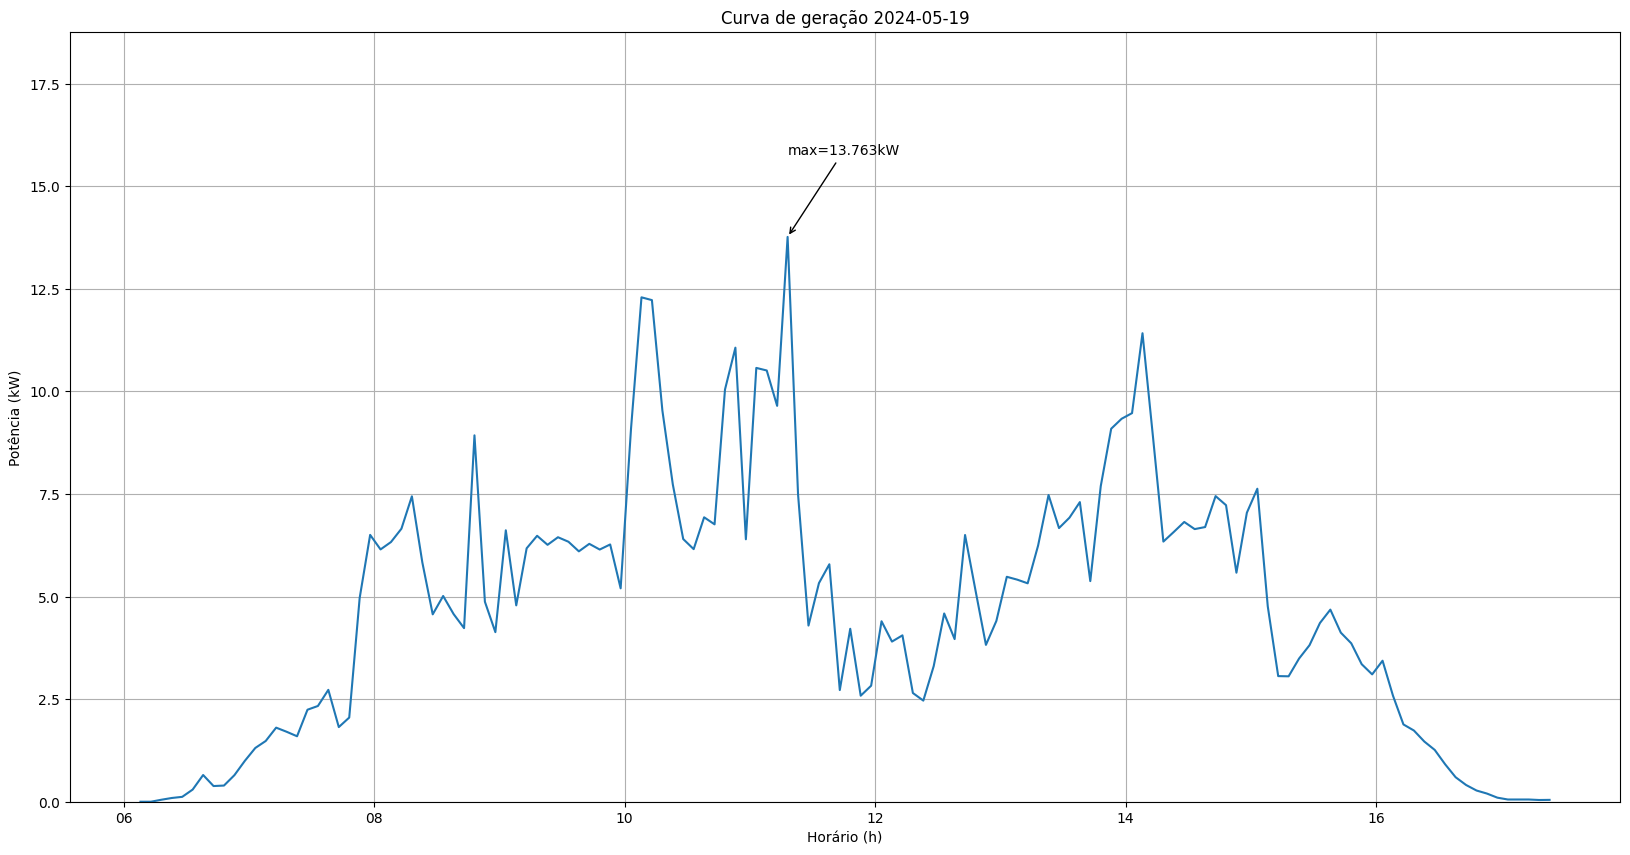 Curva de geração 2024-05-19
Potência (kW)
17.5
15.0
12.5
10.0
7.5
5.0
2.5
0.0
max=13.763kW
06 08 10 12 14 16
Horário (h)